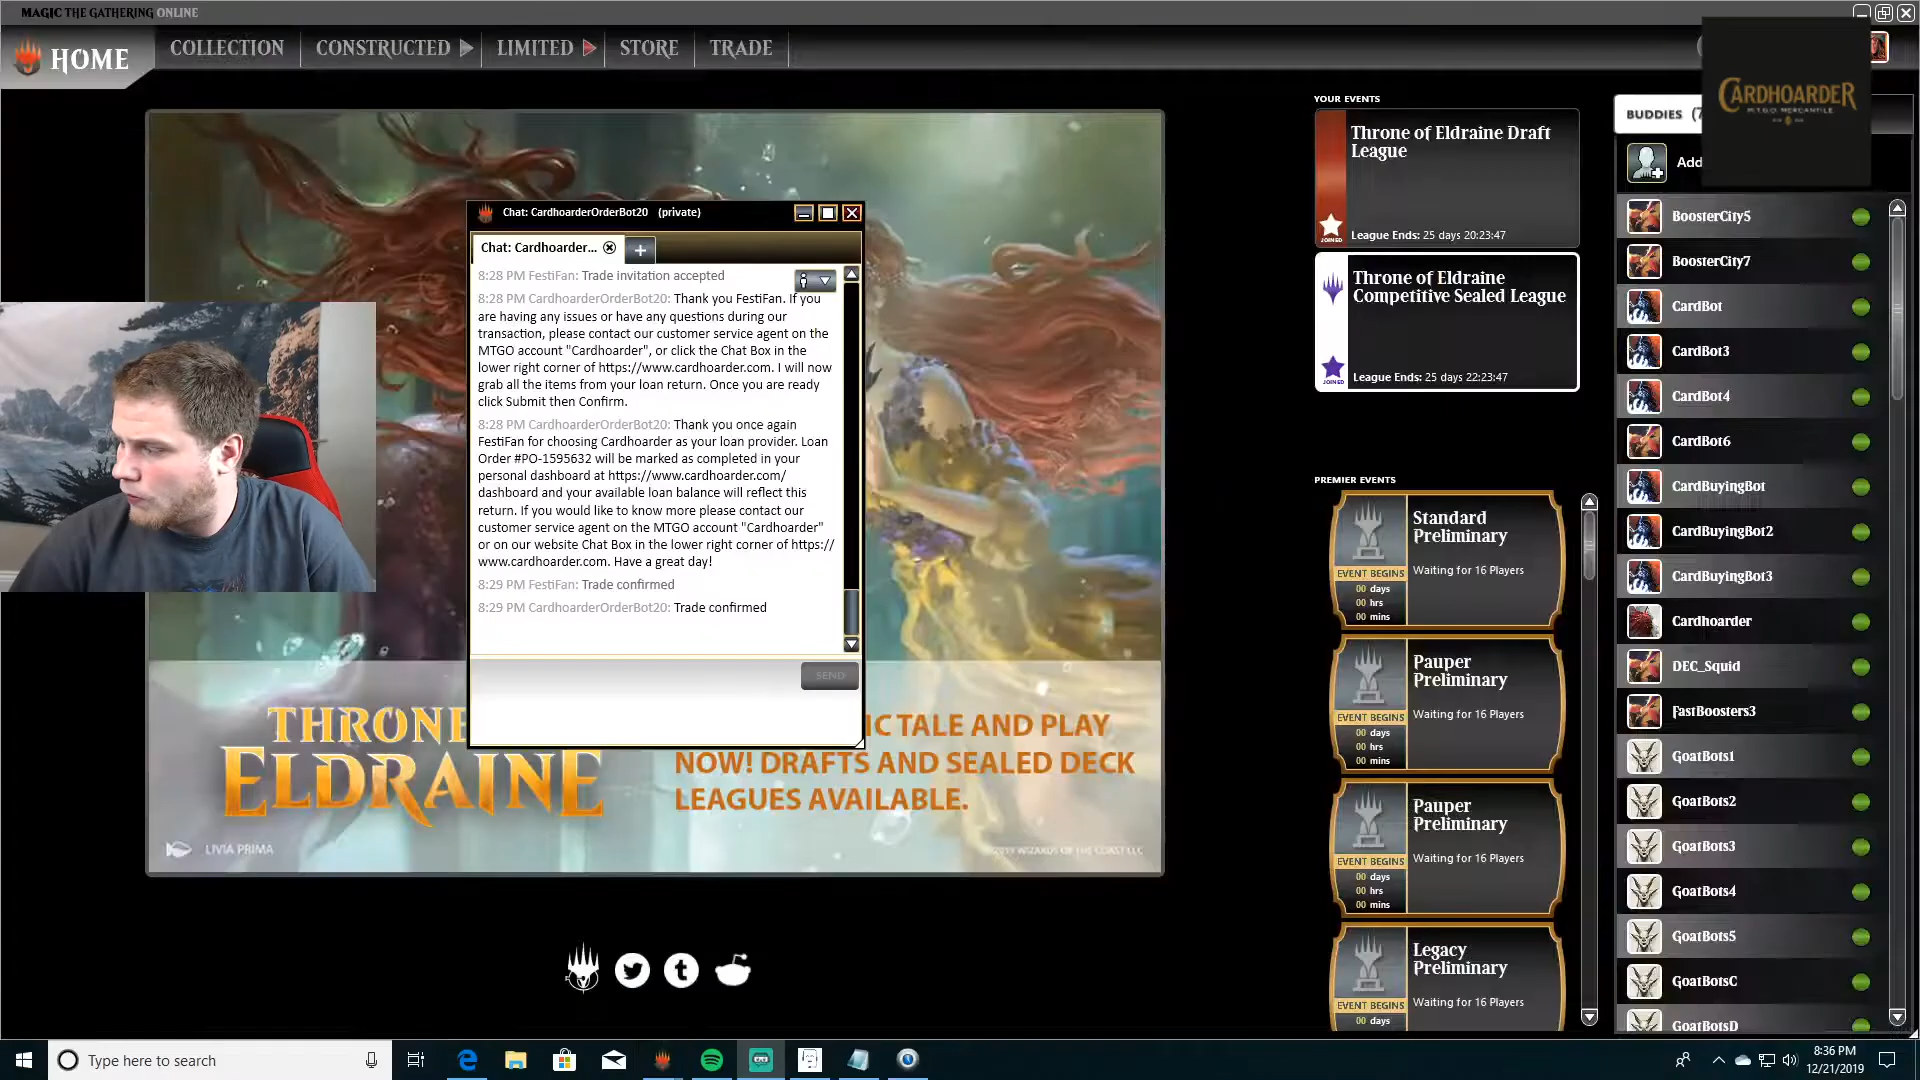 MAGIC THE GATHERING ONLINE
HOME
COLLECTION
CONSTRUCTED
LIMITED
STORE
TRADE
CARDHOARDER
M.T.G.O. MERCANTILE
YOUR EVENTS
Throne of Eldraine Draft
League
JOINED
League Ends: 25 days 20:23:47
Throne of Eldraine
Competitive Sealed League
JOINED
League Ends: 25 days 22:23:47
BUDDIES (7
Add
BoosterCity5
BoosterCity7
CardBot
CardBot3
CardBot4
CardBot6
CardBuyingBot
CardBuyingBot2
CardBuyingBot3
Cardhoarder
DEC_Squid
FastBoosters3
GoatBots1
GoatBots2
GoatBots3
GoatBots4
GoatBots5
GoatBotsC
GoatBotsD
Chat: CardhoarderOrderBot20 (private)
Chat: Cardhoarder...
8:28 PM FestiFan: Trade invitation accepted
8:28 PM CardhoarderOrderBot20: Thank you FestiFan. If you
are having any issues or have any questions during our
transaction, please contact our customer service agent on the
MTGO account "Cardhoarder", or click the Chat Box in the
lower right corner of https://www.cardhoarder.com. I will now
grab all the items from your loan return. Once you are ready
click Submit then Confirm.
8:28 PM CardhoarderOrderBot20: Thank you once again
FestiFan for choosing Cardhoarder as your loan provider. Loan
Order #PO-1595632 will be marked as completed in your
personal dashboard at https://www.cardhoarder.com/
dashboard and your available loan balance will reflect this
return. If you would like to know more please contact our
customer service agent on the MTGO account "Cardhoarder"
or on our website Chat Box in the lower right corner of https://
www.cardhoarder.com. Have a great day!
8:29 PM FestiFan: Trade confirmed
8:29 PM CardhoarderOrderBot20: Trade confirmed
SEND
THRONE
ELDRAINE
IC TALE AND PLAY
NOW! DRAFTS AND SEALED DECK
LEAGUES AVAILABLE.
LIVIA PRIMA
©2019 WIZARDS OF THE COAST LLC
PREMIER EVENTS
Standard
Preliminary
Waiting for 16 Players
EVENT BEGINS
00 days
00 hrs
00 mins
Pauper
Preliminary
Waiting for 16 Players
EVENT BEGINS
00 days
00 hrs
00 mins
Pauper
Preliminary
Waiting for 16 Players
EVENT BEGINS
00 days
00 hrs
00 mins
Legacy
Preliminary
Waiting for 16 Players
EVENT BEGINS
00 days
Type here to search
8:36 PM
12/21/2019